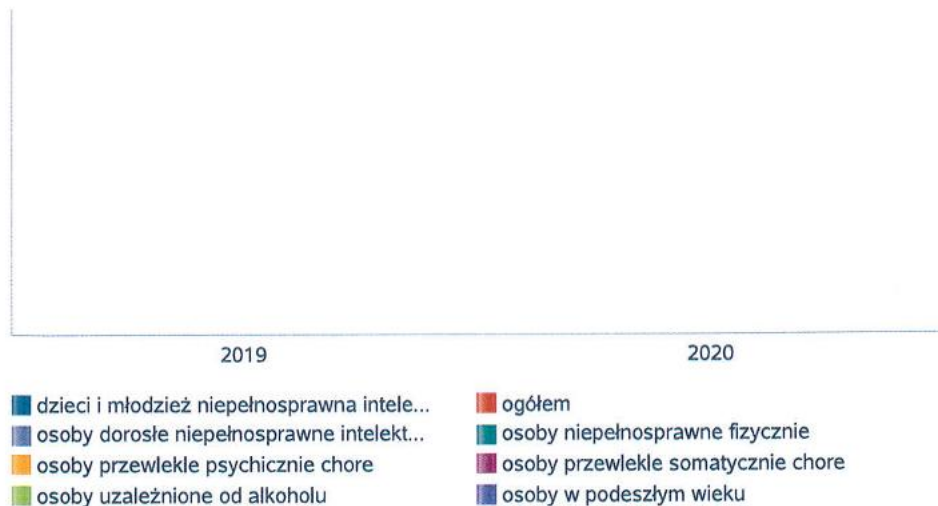 2019 2020
dzieci i młodzież niepełnosprawna intele...
osoby dorosłe niepełnosprawne intelekt...
osoby przewlekle psychicznie chore
osoby uzależnione od alkoholu
ogółem
osoby niepełnosprawne fizycznie
osoby przewlekle somatycznie chore
osoby w podeszłym wieku